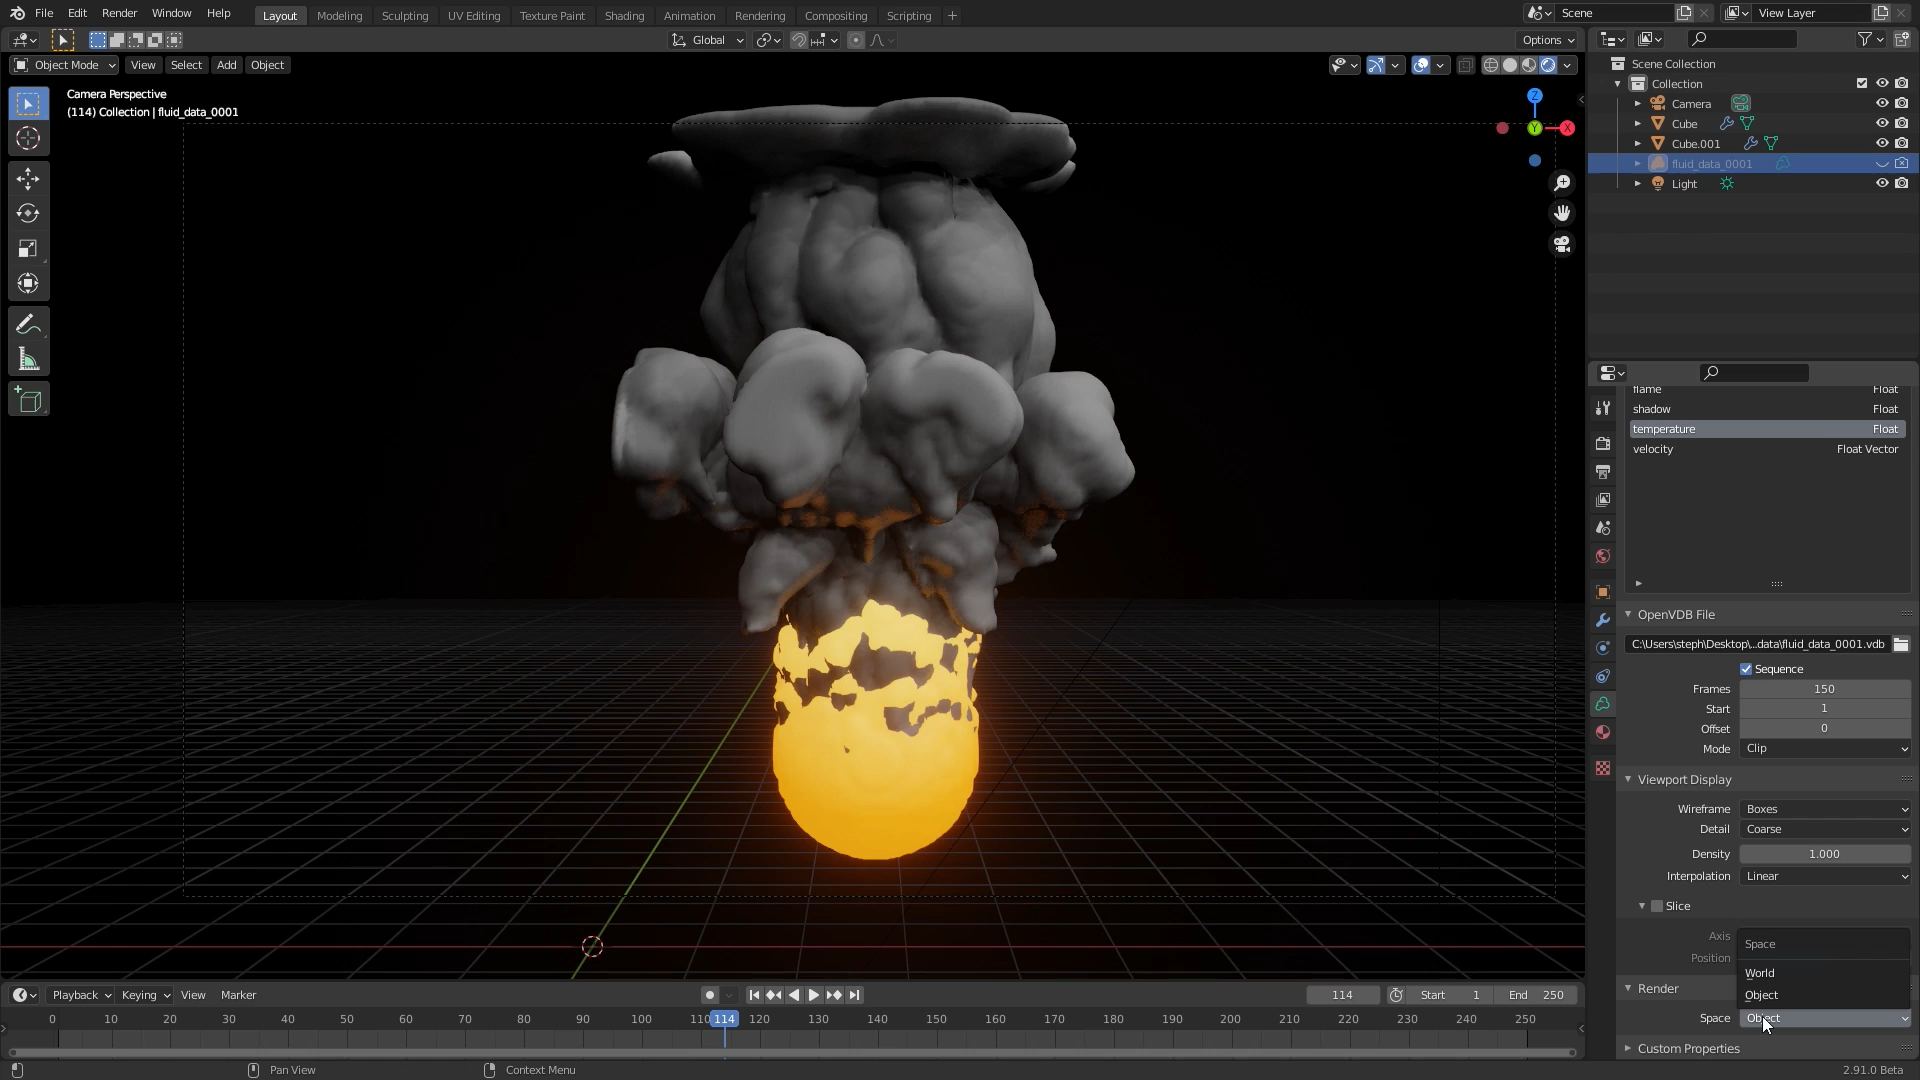 File Edit Render Window Help Layout Modeling Sculpting UV Editing Texture Paint Shading Animation Rendering Compositing Scripting + Scene View Layer
Global Options
Object Mode View Select Add Object
Camera Perspective
(114) Collection | fluid_data_0001
Z
Y X
Scene Collection
Collection
Camera
Cube
Cube.001
fluid_data_0001
Light
flame Float
shadow Float
temperature Float
velocity Float Vector
OpenVDB File
C:\Users\steph\Desktop\...data\fluid_data_0001.vdb
Sequence
Frames 150
Start 1
Offset 0
Mode Clip
Viewport Display
Wireframe Boxes
Detail Coarse
Density 1.000
Interpolation Linear
Slice
Axis
Position
Space
World
Object
Render
Space Object
Custom Properties
Playback Keying View Marker 114 Start 1 End 250
0 10 20 30 40 50 60 70 80 90 100 110 114 120 130 140 150 160 170 180 190 200 210 220 230 240 250
Pan View Context Menu 2.91.0 Beta